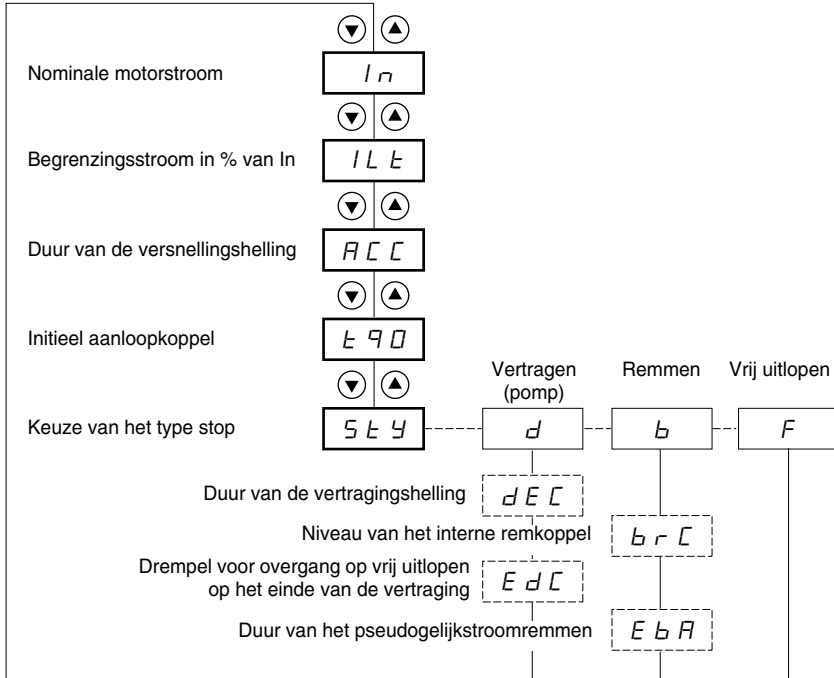 Nominale motorstroom
In
Begrenzingsstroom in % van In
ILt
Duur van de versnellingshelling
ACC
Initieel aanloopkoppel
tq0
Vertragen
(pomp)
Remmen
Vrij uitlopen
Keuze van het type stop
StY
d
b
F
Duur van de vertragingshelling
dEC
Niveau van het interne remkoppel
brC
Drempel voor overgang op vrij uitlopen
op het einde van de vertraging
EdC
Duur van het pseudogelijkstroomremmen
EbA